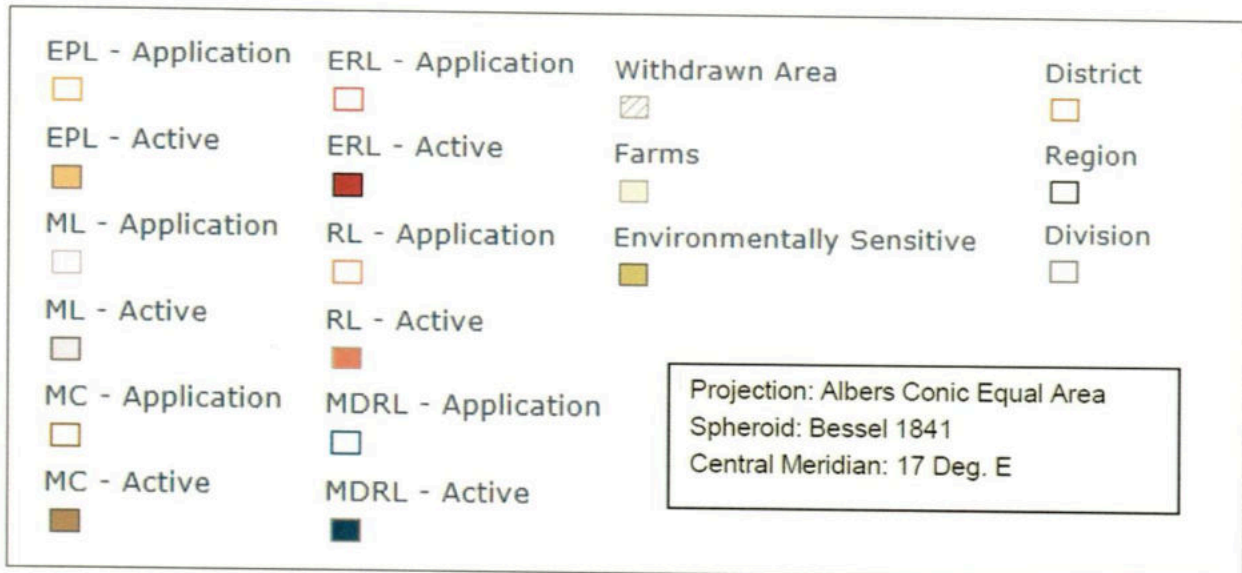 EPL - Application
EPL - Active
ML - Application
ML - Active
MC - Application
MC - Active
ERL - Application
ERL - Active
RL - Application
RL - Active
MDRL - Application
MDRL - Active
Withdrawn Area
Farms
Environmentally Sensitive
District
Region
Division
Projection: Albers Conic Equal Area
Spheroid: Bessel 1841
Central Meridian: 17 Deg. E